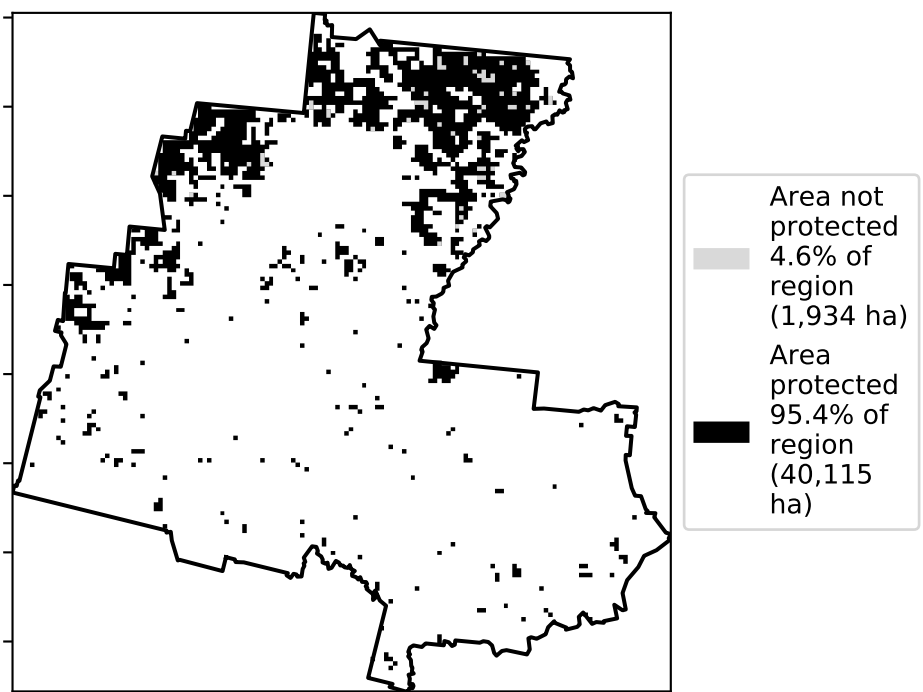 Area not
protected
4.6% of
region
(1,934 ha)
Area
protected
95.4% of
region
(40,115
ha)